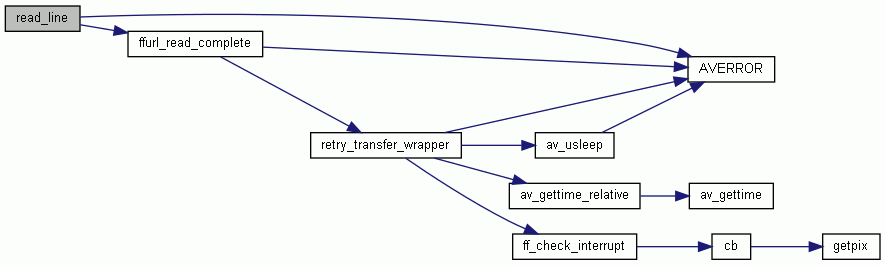 read_line
ffurl_read_complete
AVERROR
retry_transfer_wrapper
av_usleep
av_gettime_relative
av_gettime
ff_check_interrupt
cb
getpix